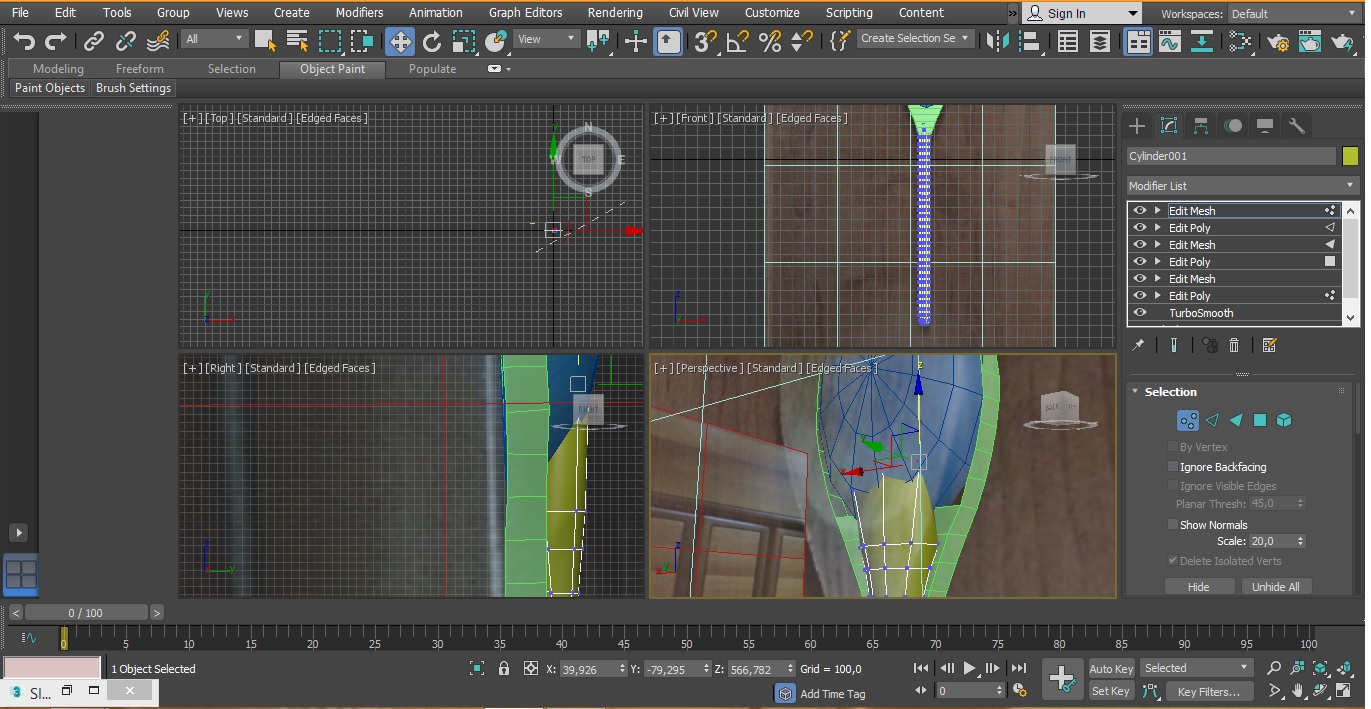 File Edit Tools Group Views Create Modifiers Animation Graph Editors Rendering Civil View Customize Scripting Content » Sign In Workspaces: Default
All View 3 Create Selection Se
Modeling Freeform Selection Object Paint Populate
Paint Objects Brush Settings
[+] [Top] [Standard] [Edged Faces]
N
W TOP E
S
y
[+] [Front] [Standard] [Edged Faces]
FRONT
z
[+] [Right] [Standard] [Edged Faces]
RIGHT
z
y
[+] [Perspective] [Standard] [Edged Faces]
z
BACK
z
x y
Cylinder001
Modifier List
Edit Mesh
Edit Poly
Edit Mesh
Edit Poly
Edit Mesh
Edit Poly
TurboSmooth
Selection
By Vertex
Ignore Backfacing
Ignore Visible Edges
Planar Thresh: 45,0
Show Normals
Scale: 20,0
Delete Isolated Verts
Hide Unhide All
< 0 / 100 >
0 5 10 15 20 25 30 35 40 45 50 55 60 65 70 75 80 85 90 95 100
1 Object Selected X: 39,926 Y: -79,295 Z: 566,782 Grid = 100,0 Auto Key Selected
3 Sl... Add Time Tag 0 Set Key Key Filters...